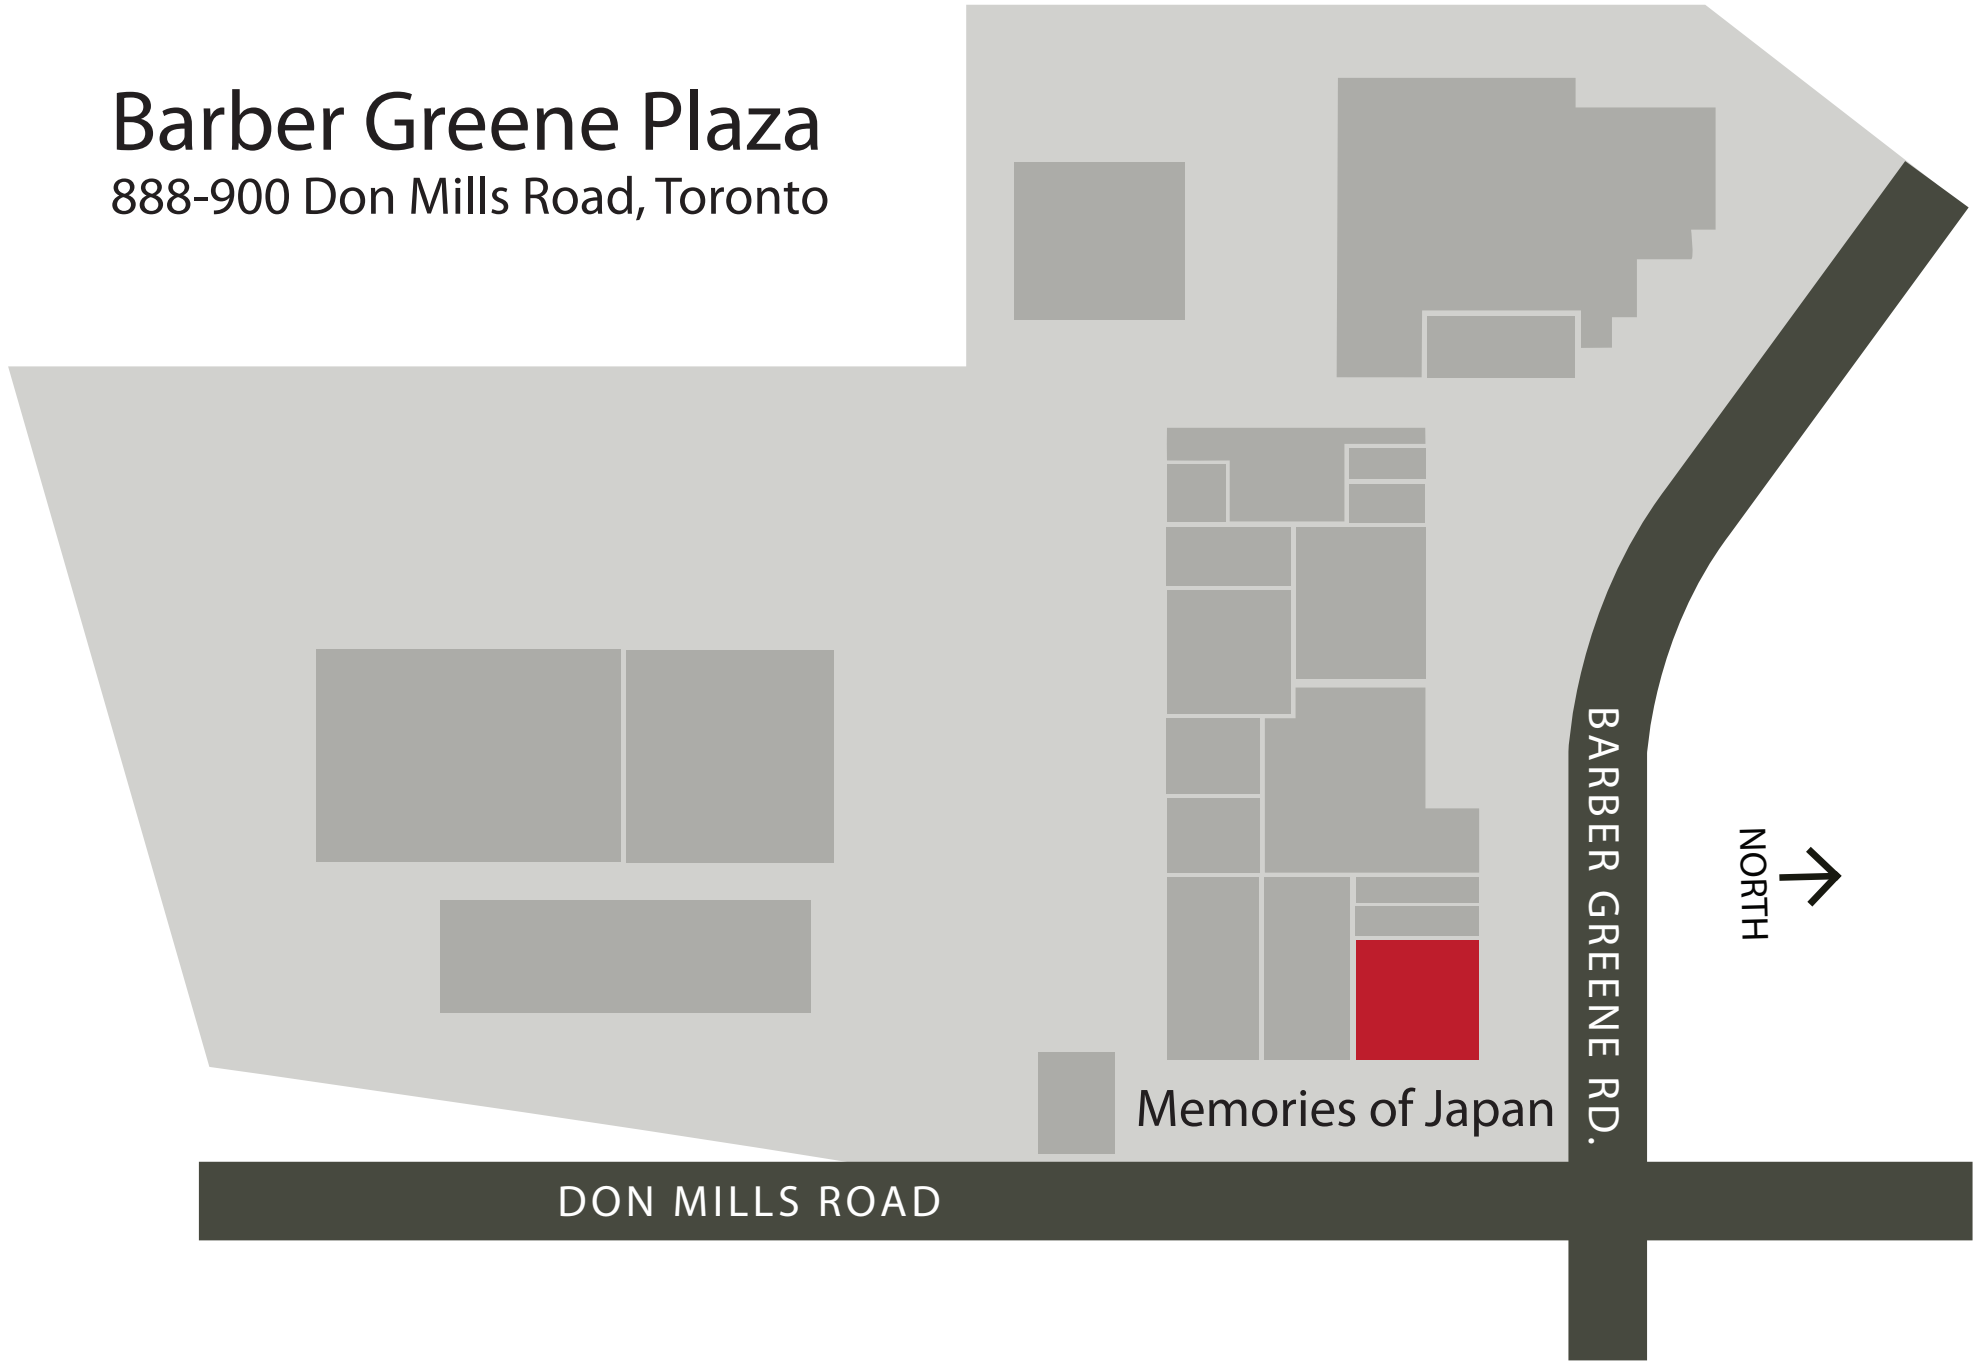 Barber Greene Plaza
888-900 Don Mills Road, Toronto
BARBER GREENE RD.
NORTH
Memories of Japan
DON MILLS ROAD